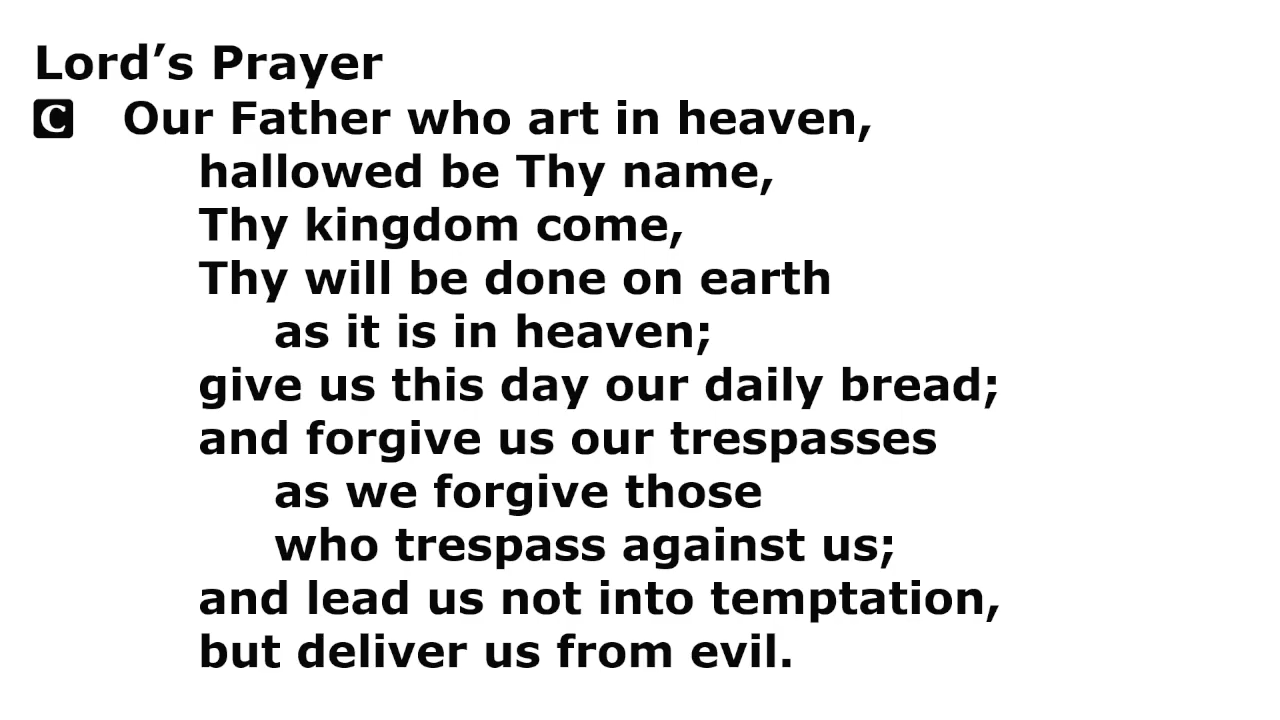 Lord’s Prayer
C Our Father who art in heaven,
hallowed be Thy name,
Thy kingdom come,
Thy will be done on earth
as it is in heaven;
give us this day our daily bread;
and forgive us our trespasses
as we forgive those
who trespass against us;
and lead us not into temptation,
but deliver us from evil.